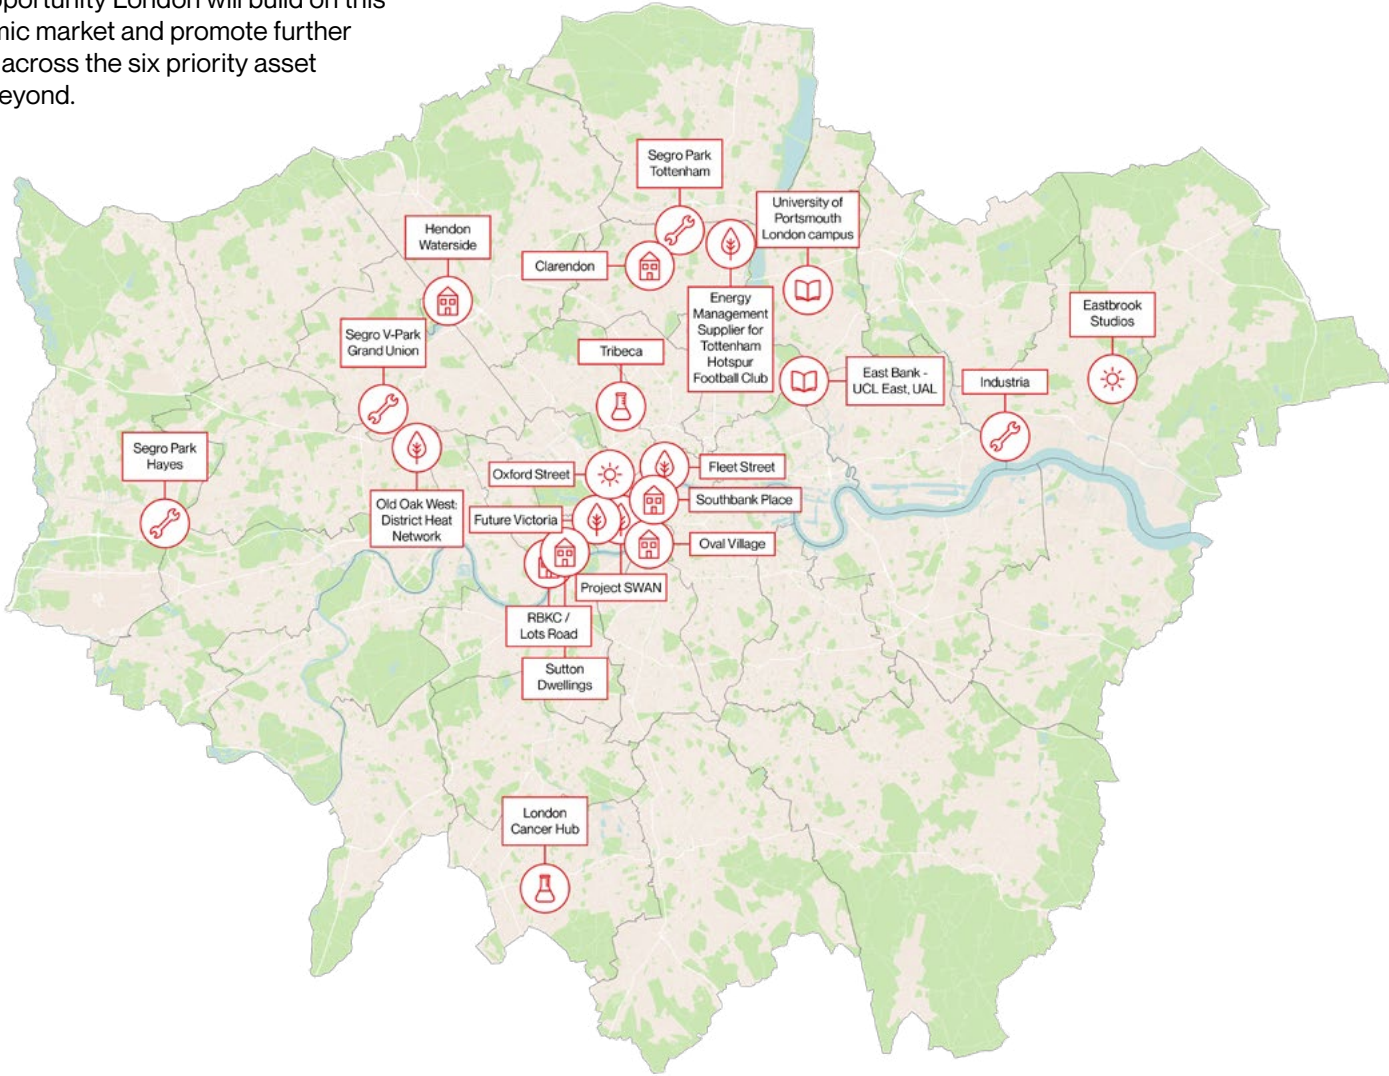 London will build on this
market and promote further
across the six priority asset
Segro Park
Tottenham
University of
Portsmouth
London campus
Hendon
Waterside
Clarendon
Energy
Management
Supplier for
Tottenham
Hotspur
Football Club
Eastbrook
Studios
Segro V-Park
Grand Union
Tribeca
East Bank -
UCL East, UAL
Industria
Segro Park
Hayes
Oxford Street
Fleet Street
Old Oak West:
District Heat
Network
Southbank Place
Future Victoria
Oval Village
Project SWAN
RBKC /
Lots Road
Sutton
Dwellings
London
Cancer Hub